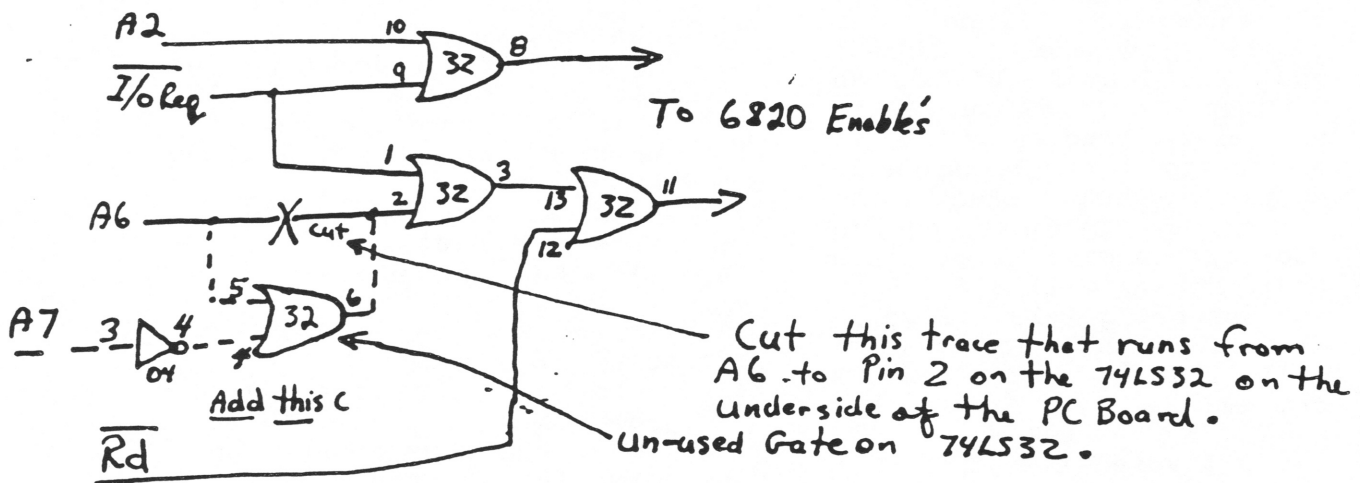 A2
10
32
8
I/O Req
9
To 6820 Enables
1
32
3
2
13
32
11
A6
cut
12
5
32
6
A7
3
4
04
4
Cut this trace that runs from
A6 to Pin 2 on the 74LS32 on the
underside of the PC Board.
Add this C
un-used Gate on 74LS32.
Rd